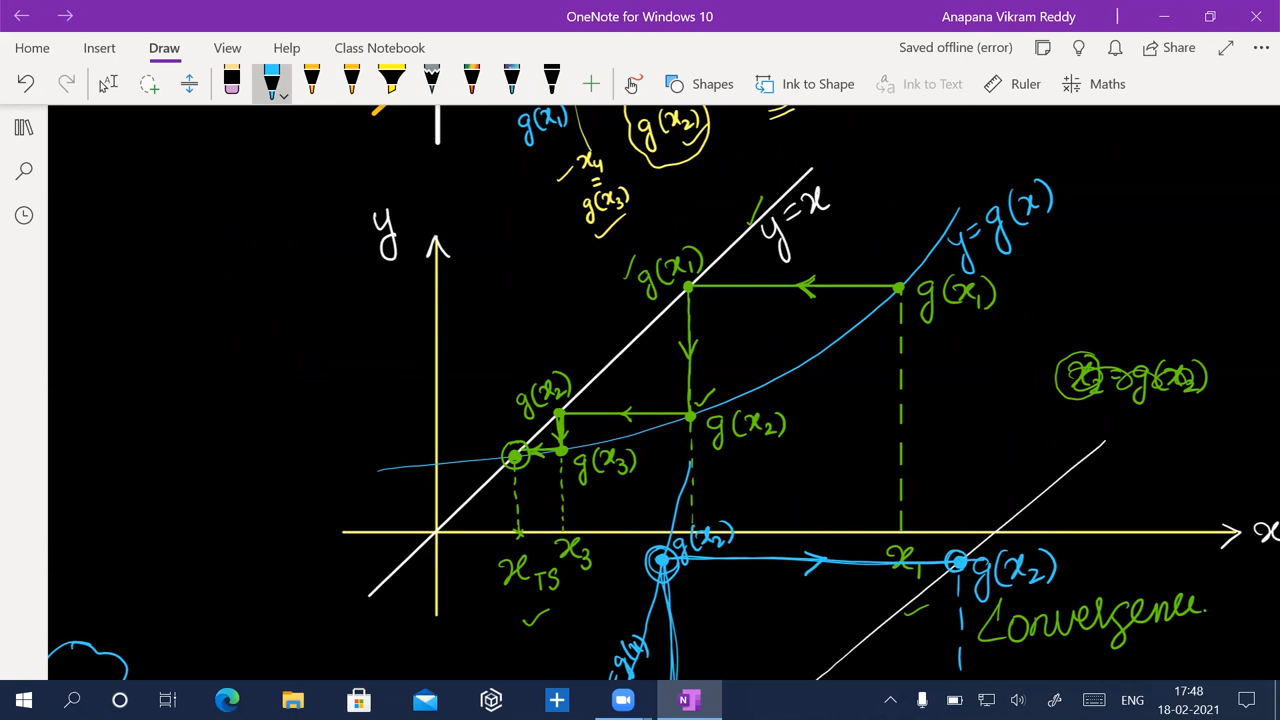 OneNote for Windows 10
Anapana Vikram Reddy
Home Insert Draw View Help Class Notebook
Saved offline (error)
Share
Shapes
Ink to Shape
Ink to Text
Ruler
Maths
g(x1)
g(x2)
x4
=
g(x3)
y
y=x
y=g(x)
g(x1)
g(x1)
g(x2)
g(x2)
g(x3)
x
xTS
x3
g(x2)
x1
g(x2)
Convergence.
g(x)
ENG
17:48
18-02-2021